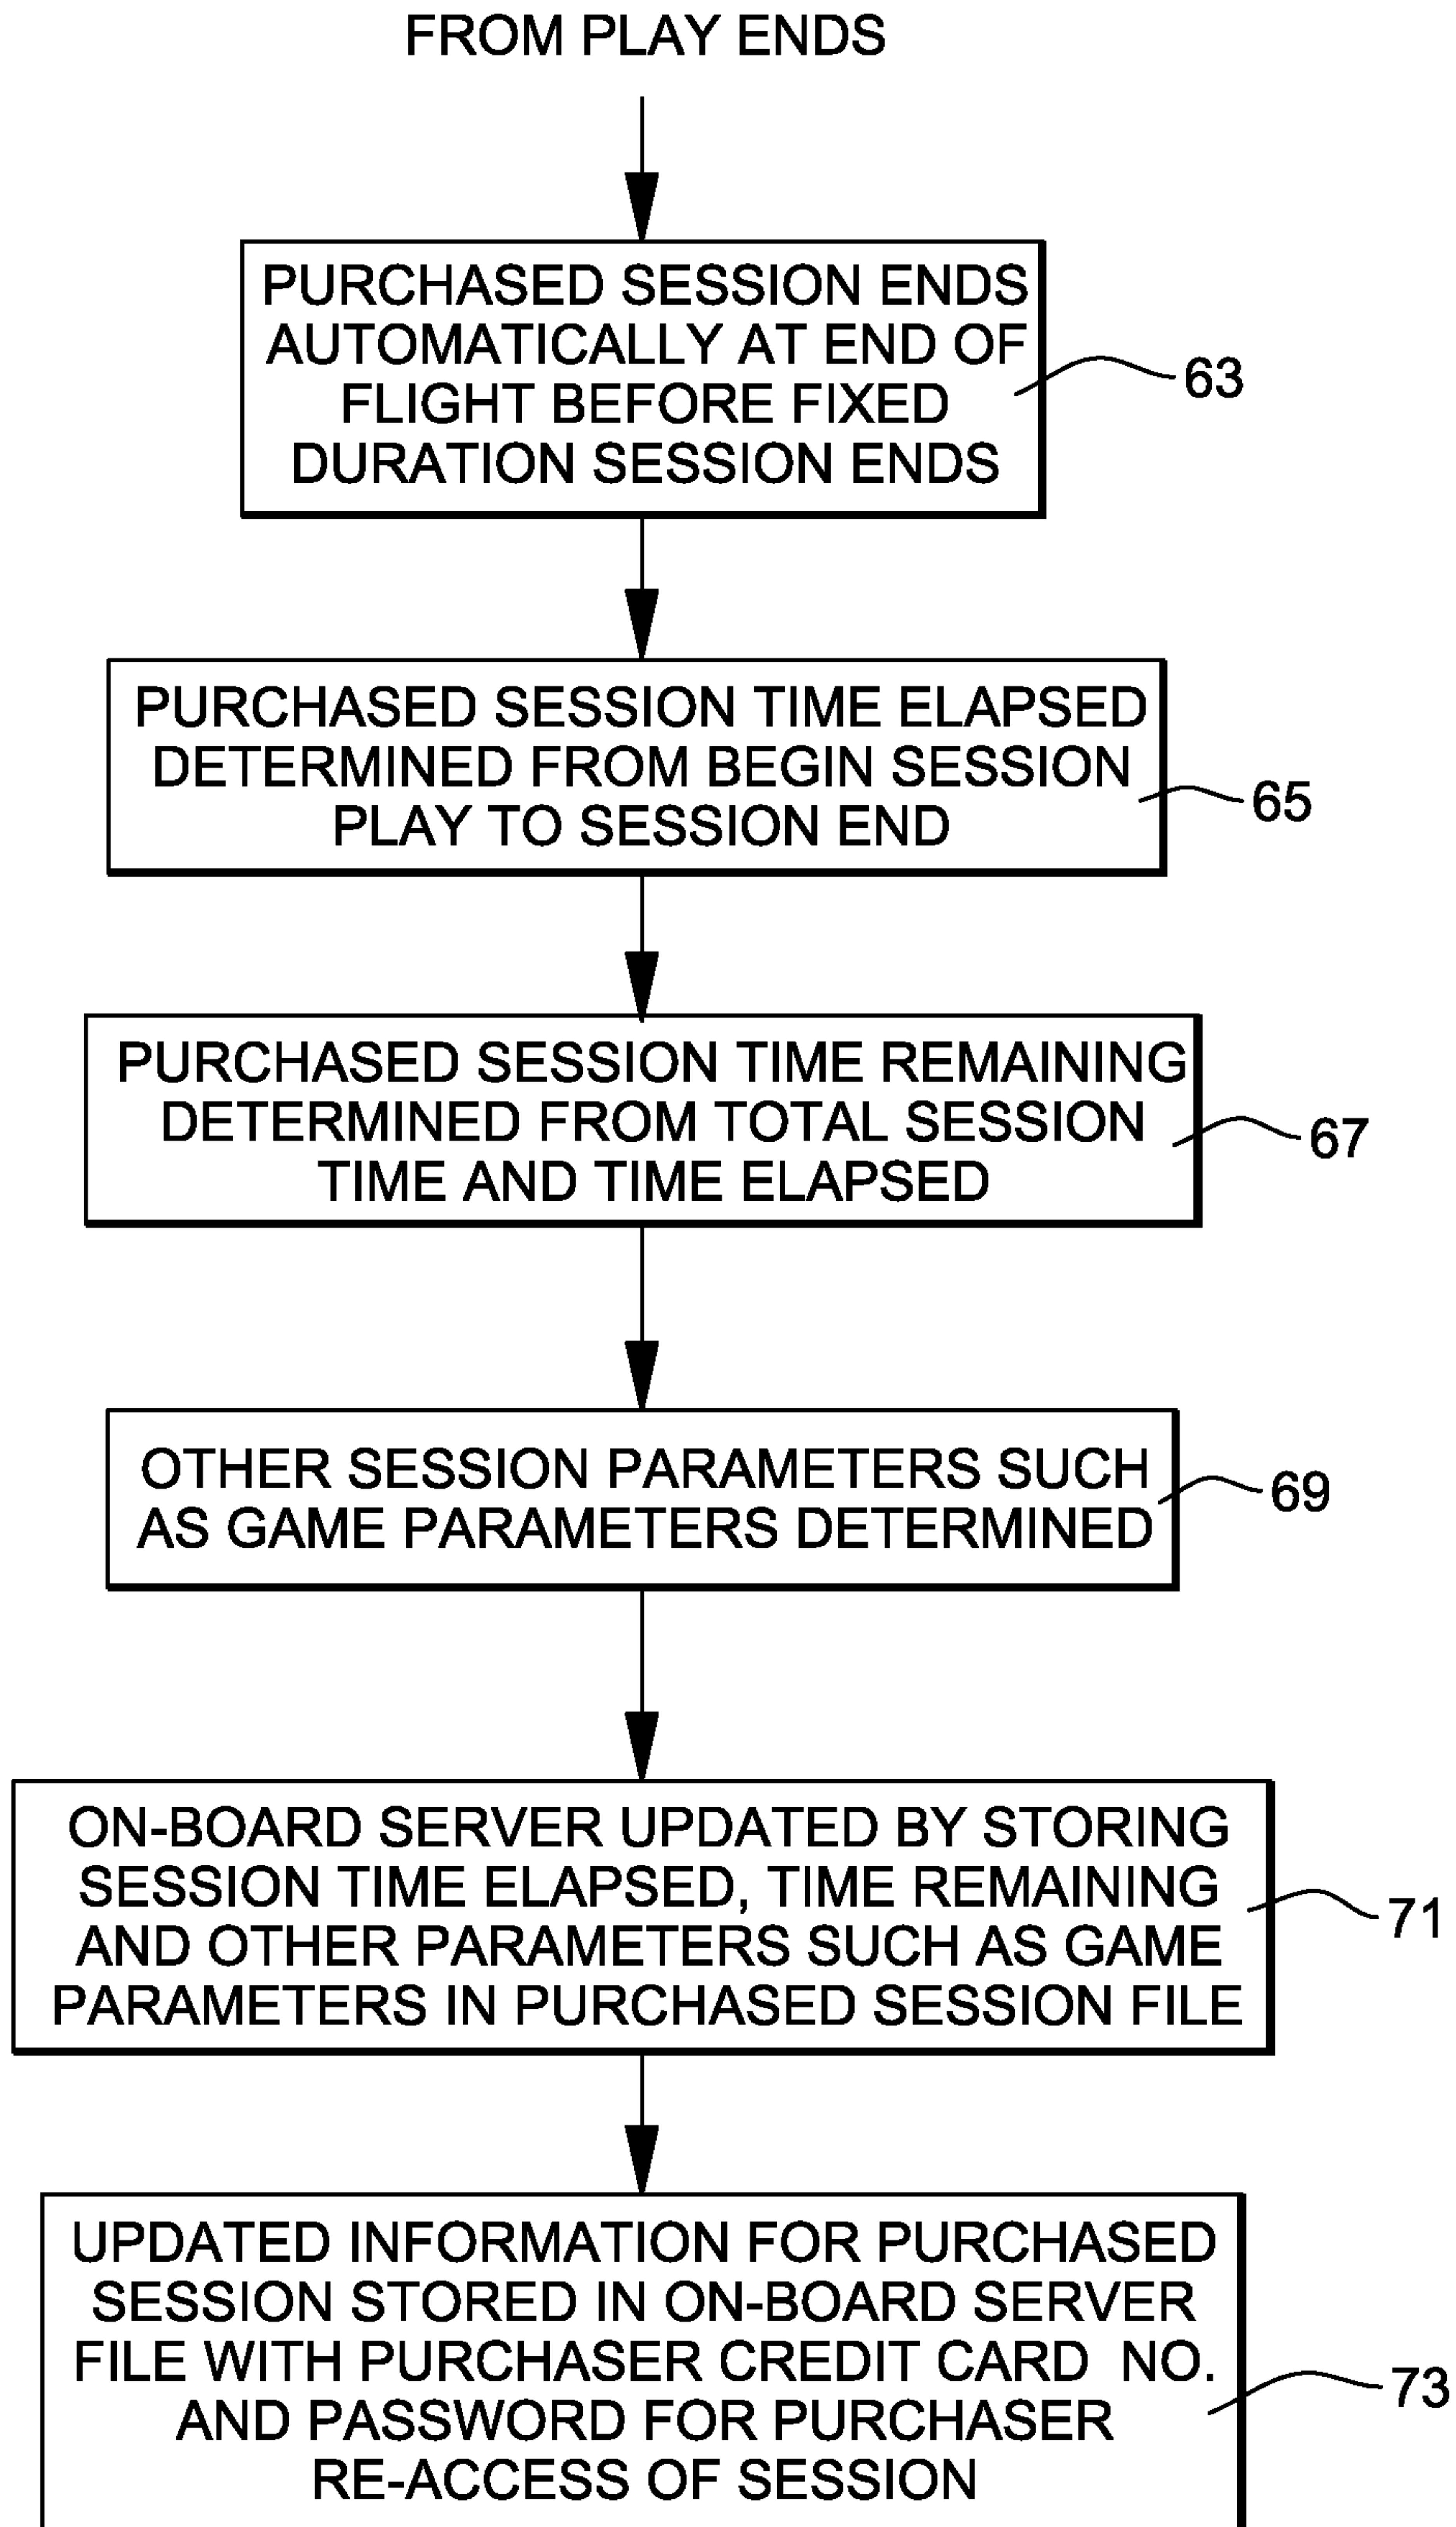 FROM PLAY ENDS
PURCHASED SESSION ENDS
AUTOMATICALLY AT END OF
FLIGHT BEFORE FIXED
DURATION SESSION ENDS
63
PURCHASED SESSION TIME ELAPSED
DETERMINED FROM BEGIN SESSION
PLAY TO SESSION END
65
PURCHASED SESSION TIME REMAINING
DETERMINED FROM TOTAL SESSION
TIME AND TIME ELAPSED
67
OTHER SESSION PARAMETERS SUCH
AS GAME PARAMETERS DETERMINED
69
ON-BOARD SERVER UPDATED BY STORING
SESSION TIME ELAPSED, TIME REMAINING
AND OTHER PARAMETERS SUCH AS GAME
PARAMETERS IN PURCHASED SESSION FILE
71
UPDATED INFORMATION FOR PURCHASED
SESSION STORED IN ON-BOARD SERVER
FILE WITH PURCHASER CREDIT CARD NO.
AND PASSWORD FOR PURCHASER
RE-ACCESS OF SESSION
73